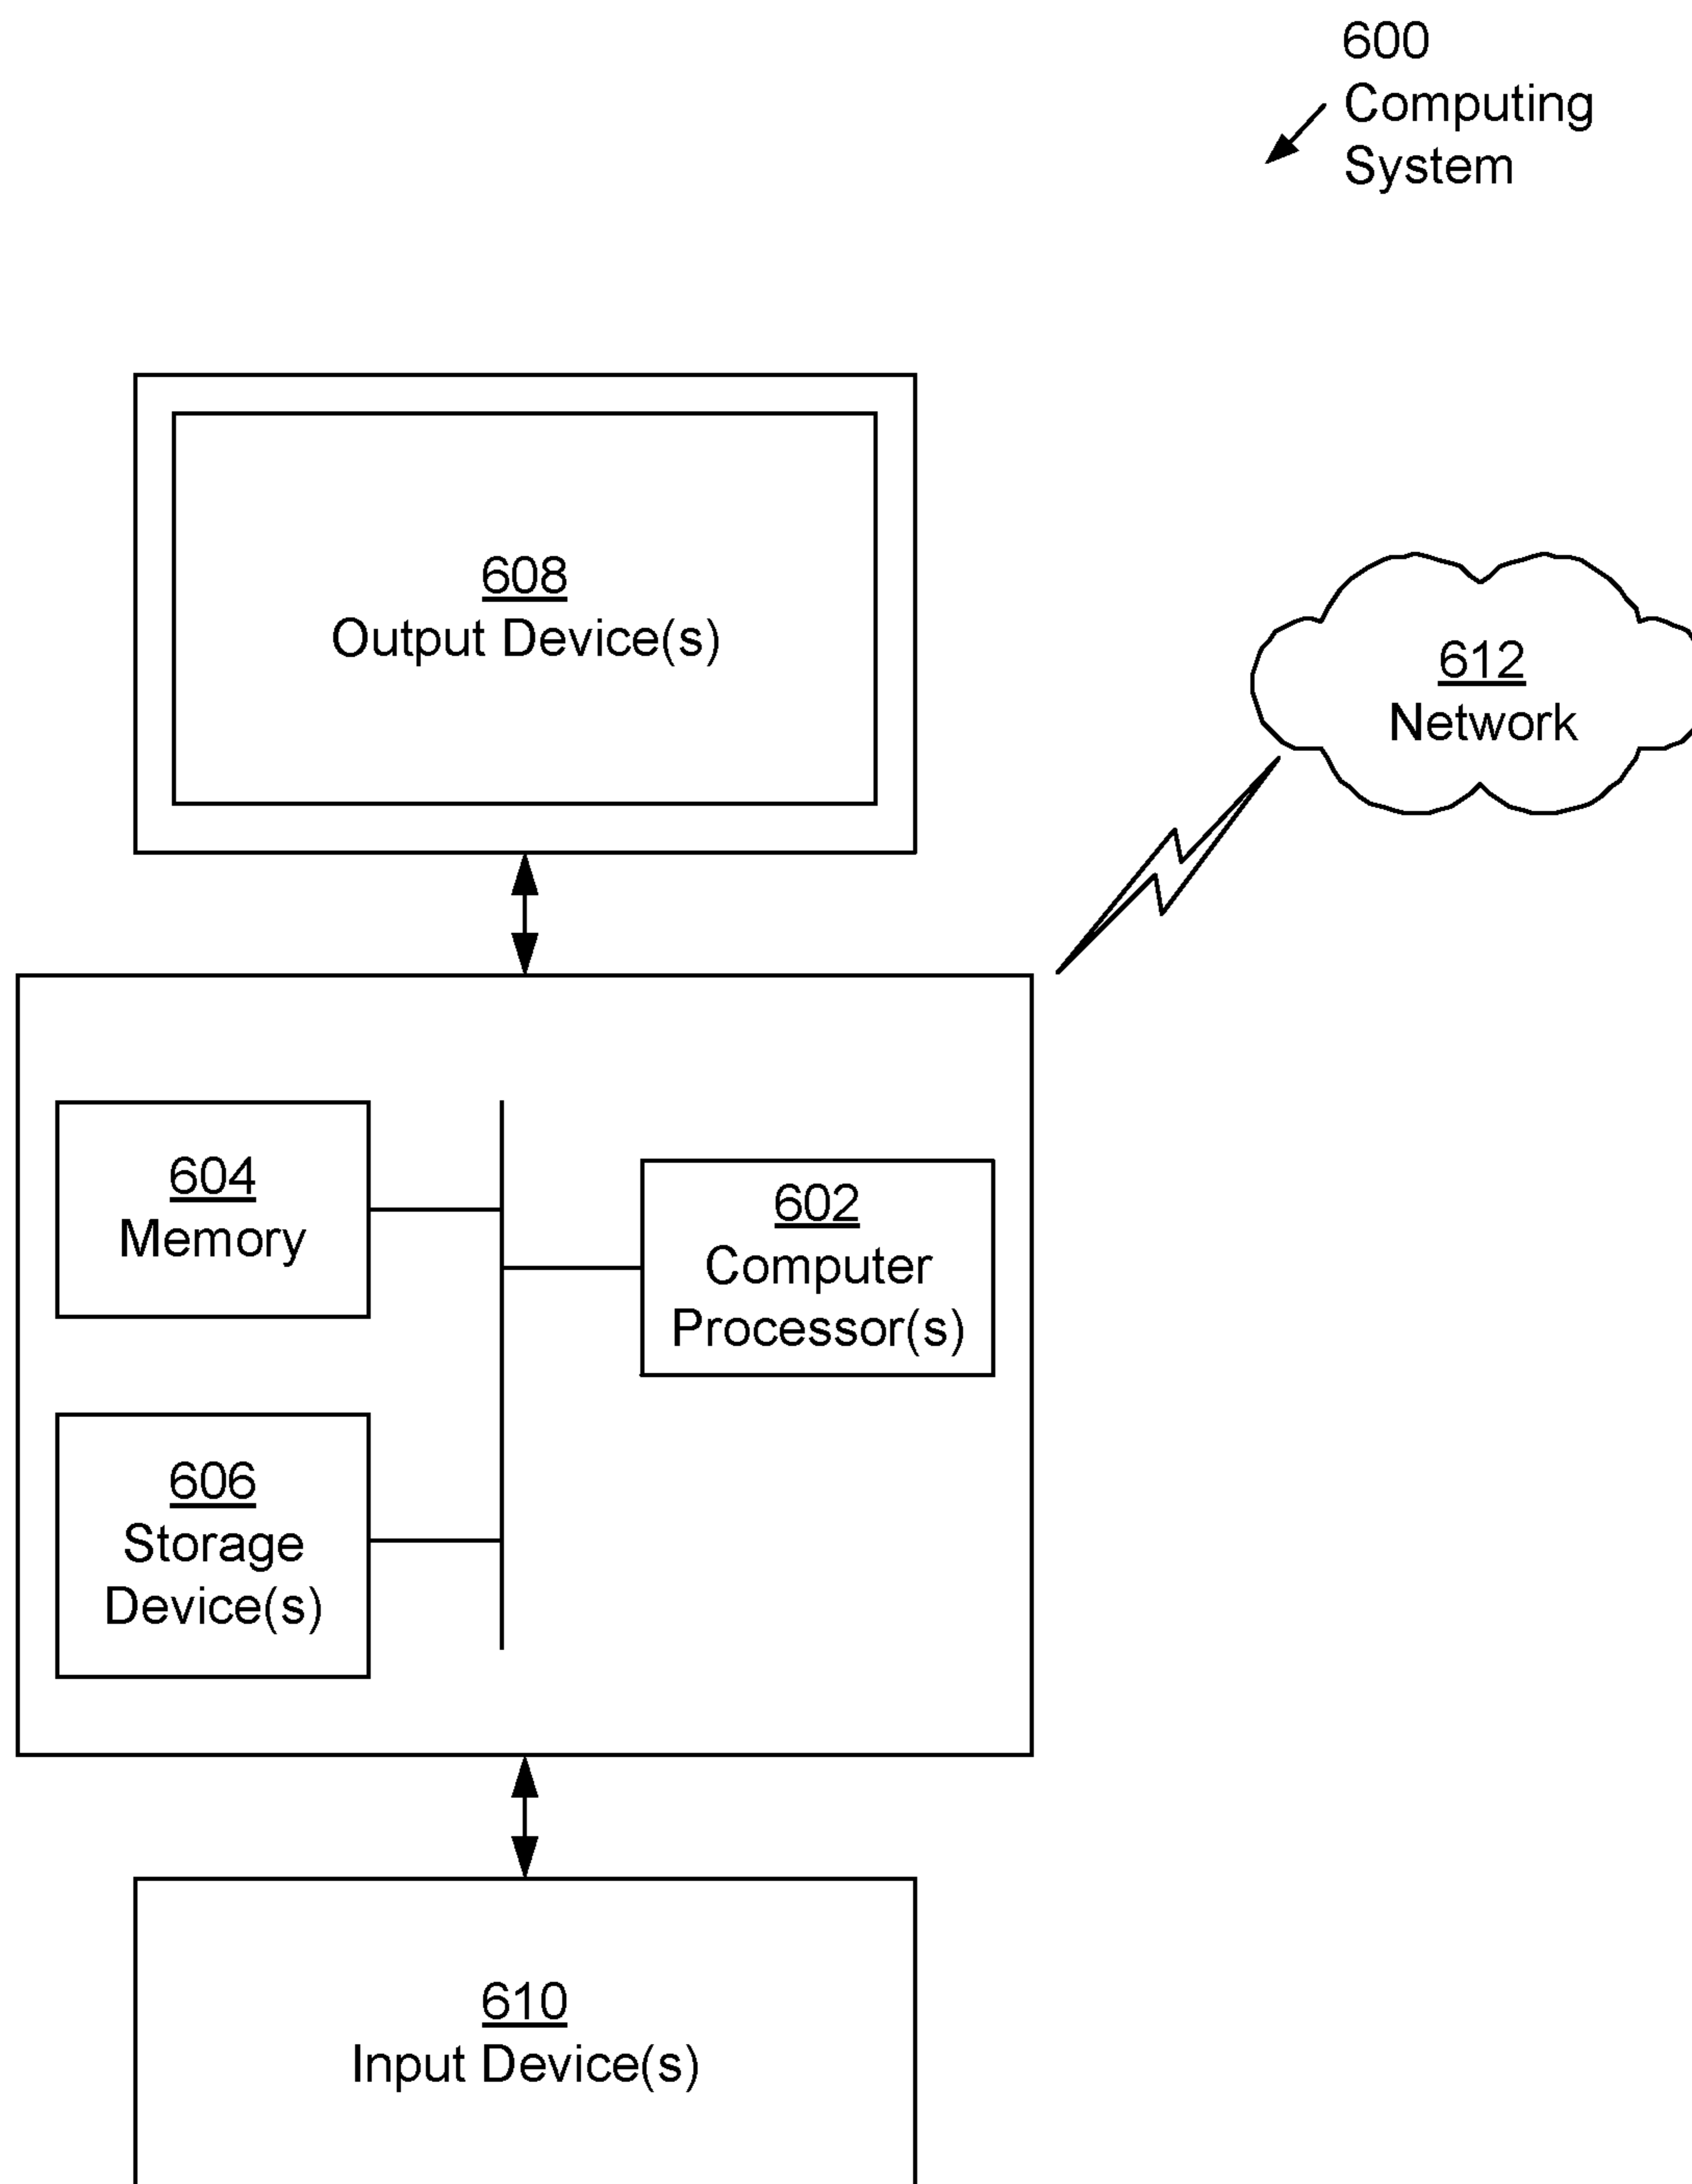 600
Computing
System
608
Output Device(s)
612
Network
604
Memory
602
Computer
Processor(s)
606
Storage
Device(s)
610
Input Device(s)